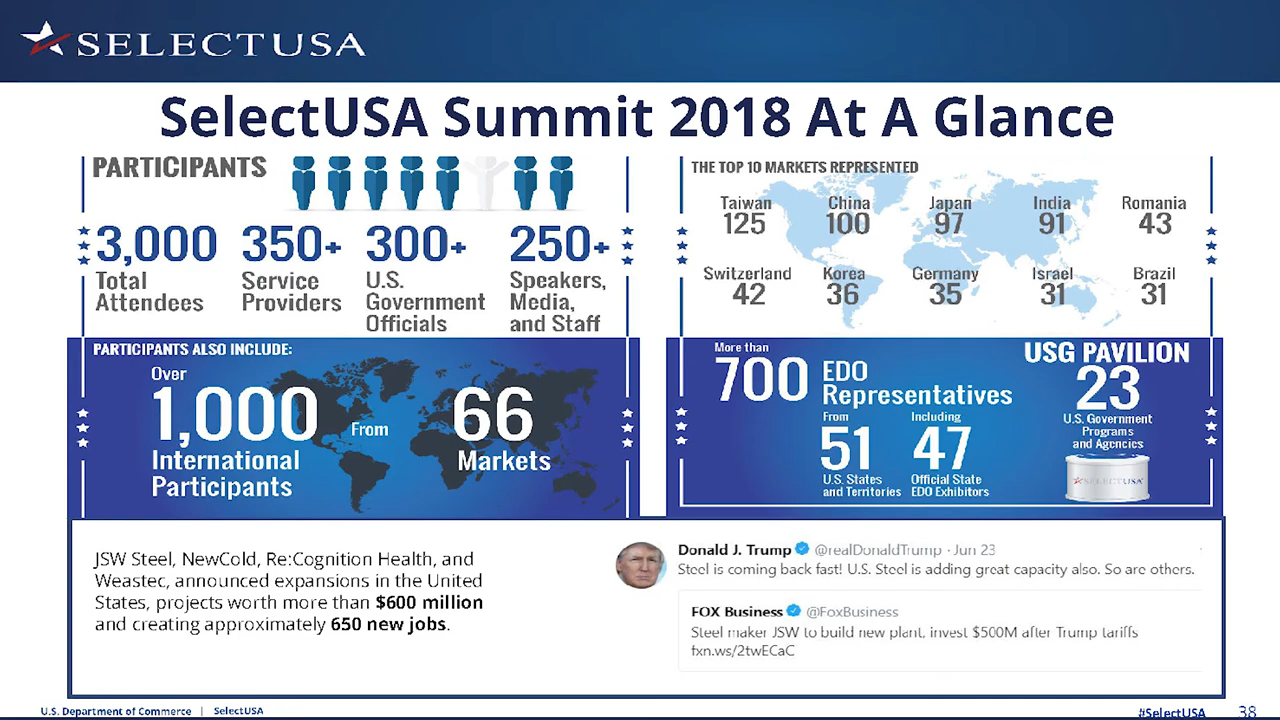 SELECTUSA
SelectUSA Summit 2018 At A Glance
PARTICIPANTS
3,000
Total
Attendees
350+
Service
Providers
300+
U.S.
Government
Officials
250+
Speakers,
Media,
and Staff
THE TOP 10 MARKETS REPRESENTED
Taiwan
125
China
100
Japan
97
India
91
Romania
43
Switzerland
42
Korea
36
Germany
35
Israel
31
Brazil
31
PARTICIPANTS ALSO INCLUDE:
Over
1,000
International
Participants
From
66
Markets
More than
700
EDO
Representatives
From
51
U.S. States
and Territories
Including
47
Official State
EDO Exhibitors
USG PAVILION
23
U.S. Government
Programs
and Agencies
SELECTUSA
JSW Steel, NewCold, Re:Cognition Health, and
Weastec, announced expansions in the United
States, projects worth more than $600 million
and creating approximately 650 new jobs.
Donald J. Trump @realDonaldTrump · Jun 23
Steel is coming back fast! U.S. Steel is adding great capacity also. So are others.
FOX Business @FoxBusiness
Steel maker JSW to build new plant, invest $500M after Trump tariffs
fxn.ws/2twECaC
U.S. Department of Commerce | SelectUSA
#SelectUSA 38